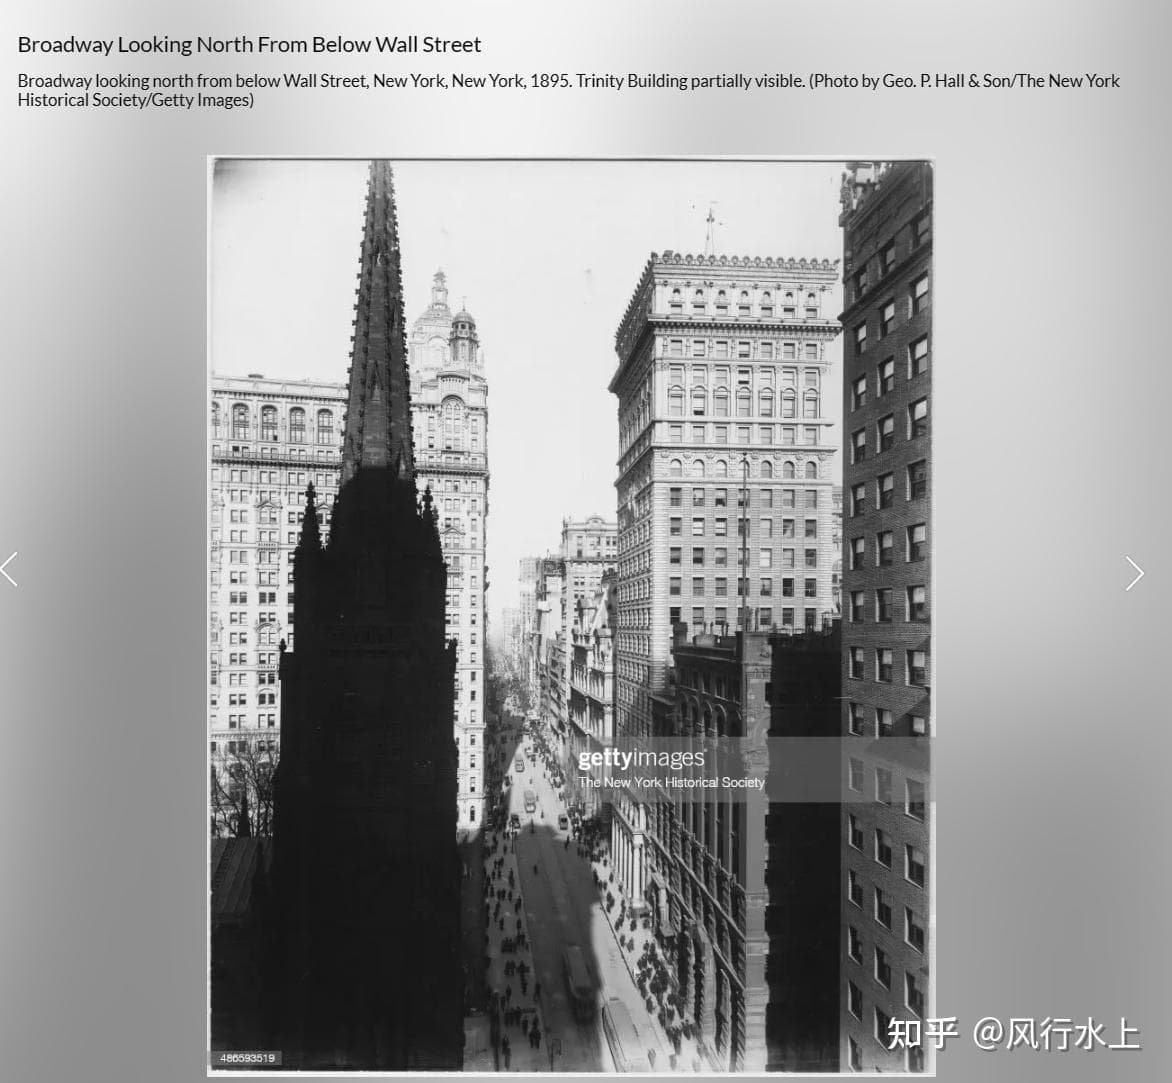 Broadway Looking North From Below Wall Street
Broadway looking north from below Wall Street, New York, New York, 1895. Trinity Building partially visible. (Photo by Geo. P. Hall & Son/The New York
Historical Society/Getty Images)
gettyimages
The New York Historical Society
486593519
知乎 @风行水上